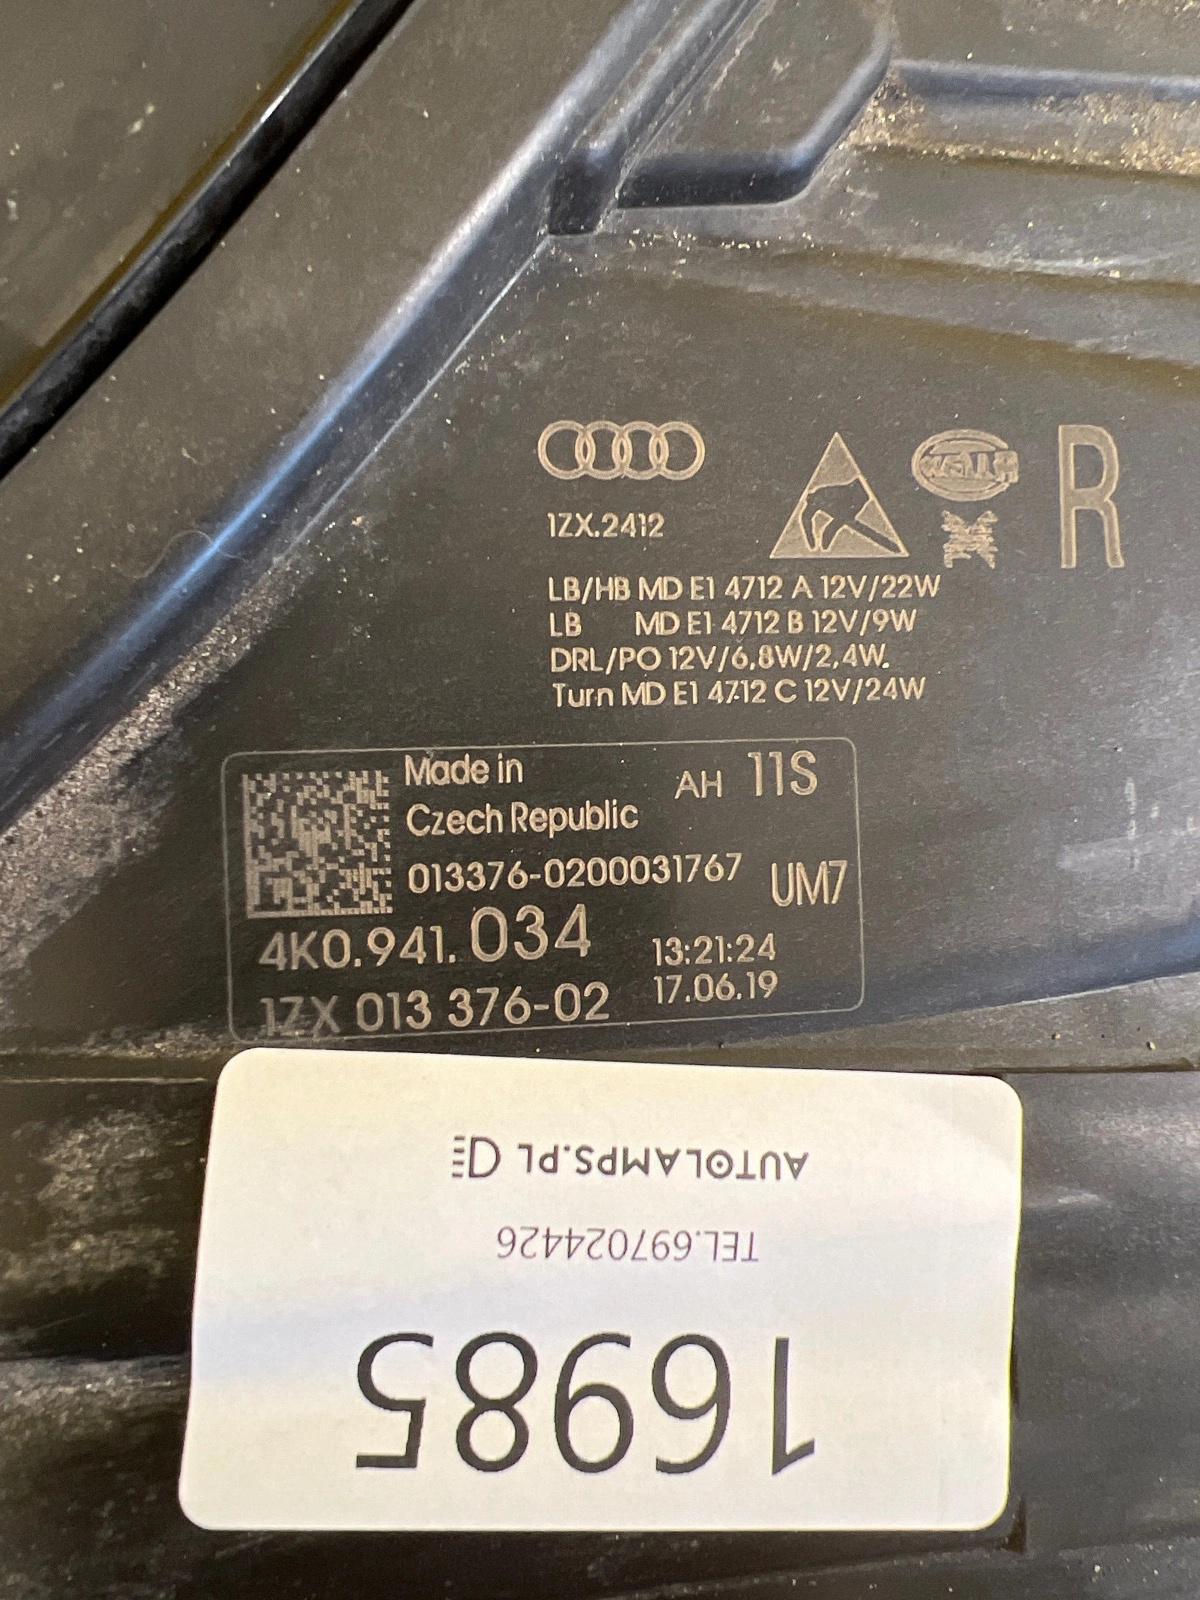 1ZX.2412
HELLA
R
LB/HB MD E1 4712 A 12V/22W
LB MD E1 4712 B 12V/9W
DRL/PO 12V/6,8W/2,4W.
Turn MD E1 4712 C 12V/24W
Made in
Czech Republic
AH 11S
013376-0200031767
UM7
4K0.941.034
13:21:24
1ZX 013 376-02
17.06.19
AUTOLAMPS.PL
TEL.697024426
16985